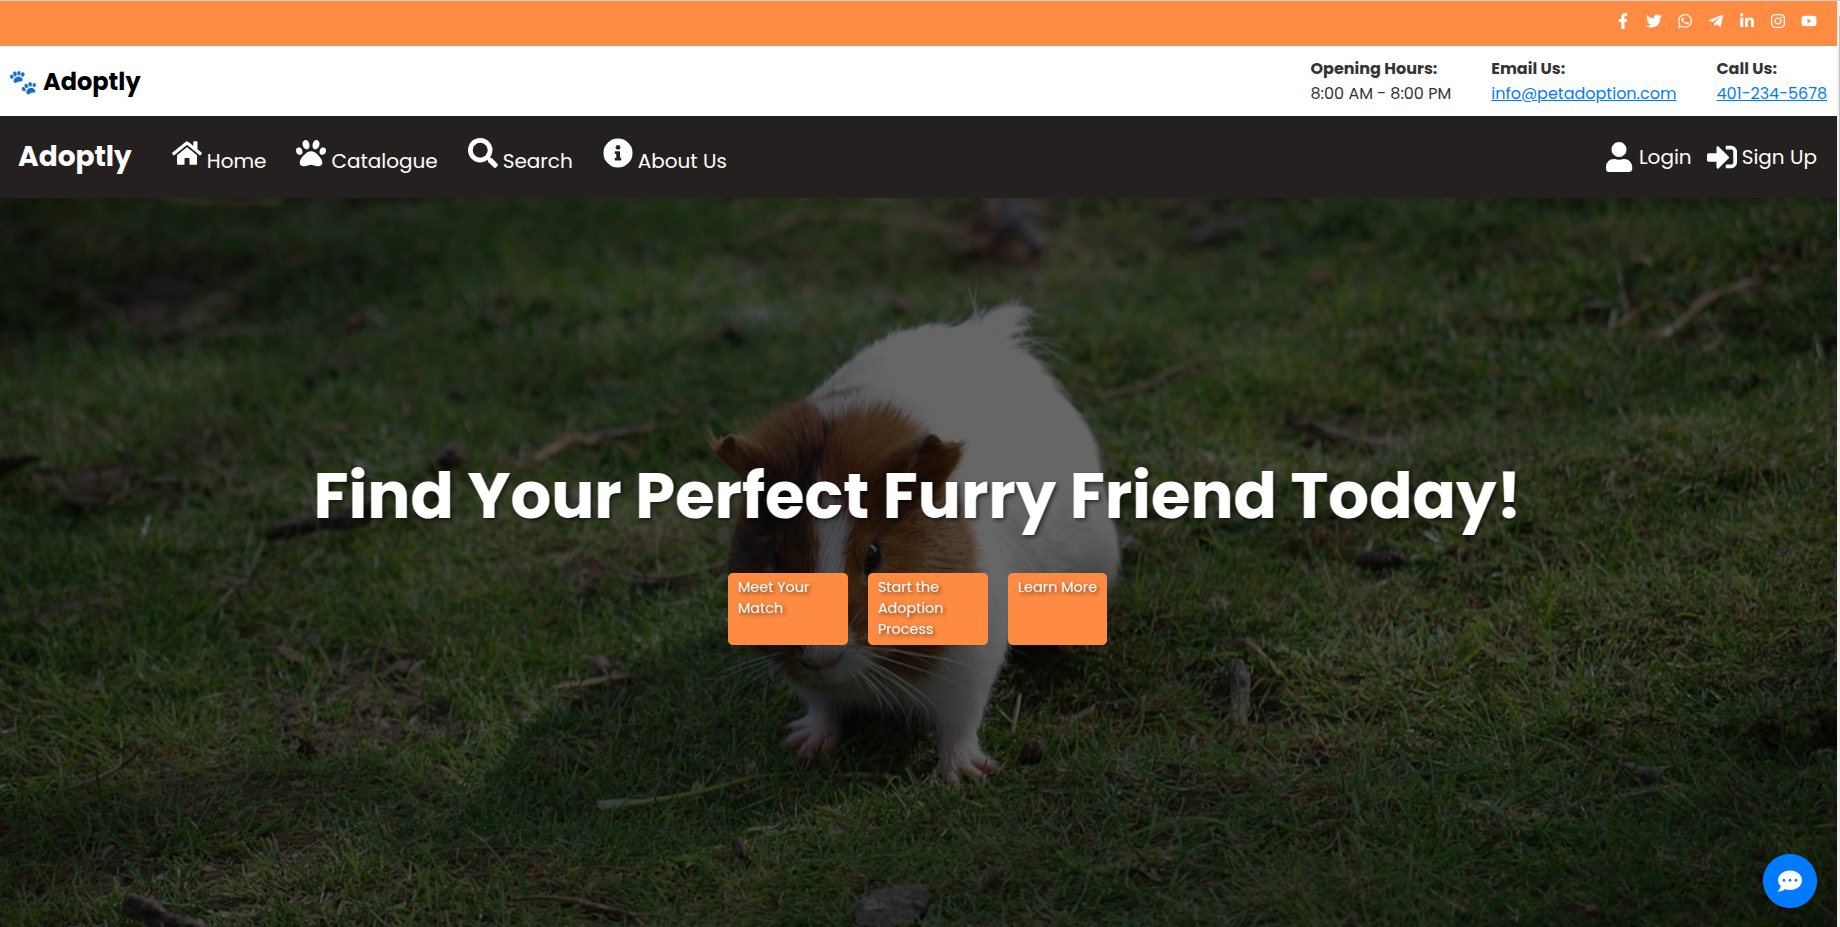 Adoptly
Opening Hours:
8:00 AM - 8:00 PM
Email Us:
info@petadoption.com
Call Us:
401-234-5678
Adoptly
Home
Catalogue
Search
About Us
Login
Sign Up
Find Your Perfect Furry Friend Today!
Meet Your
Match
Start the
Adoption
Process
Learn More